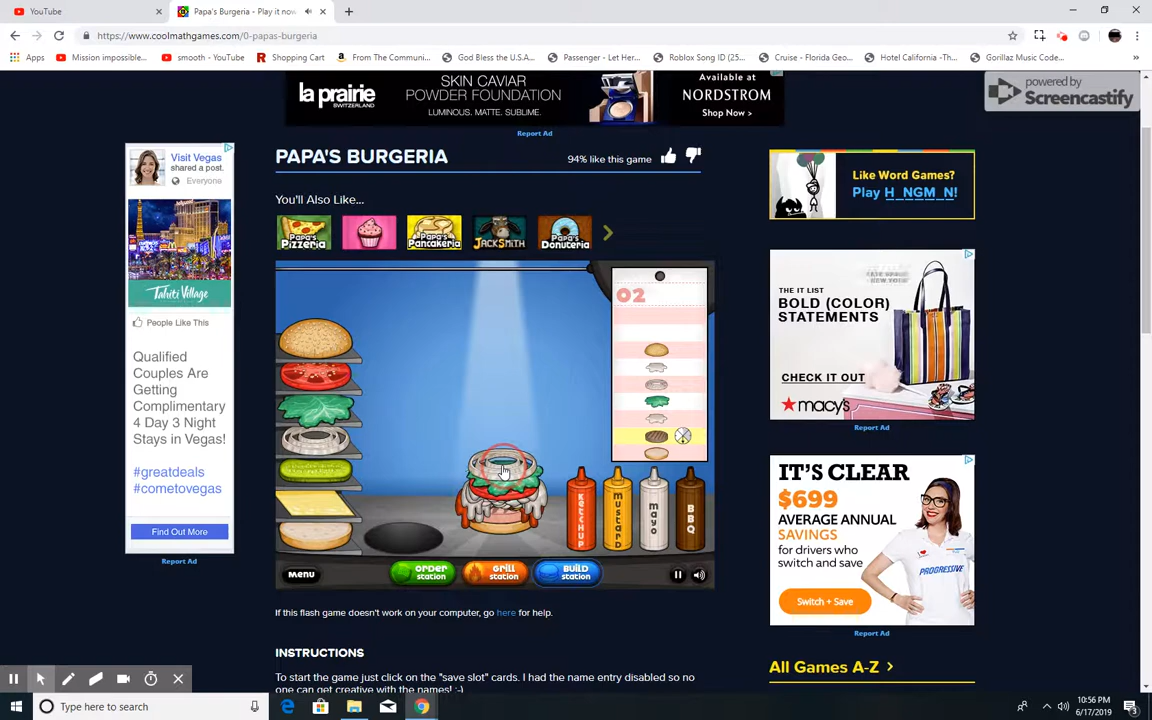 YouTube
Papa's Burgeria - Play it now
https://www.coolmathgames.com/0-papas-burgeria
Apps
Mission impossible...
smooth - YouTube
Shopping Cart
From The Communi...
God Bless the U.S.A...
Passenger - Let Her...
Roblox Song ID (25...
Cruise - Florida Geo...
Hotel California -Th...
Gorillaz Music Code...
la prairie
SWITZERLAND
SKIN CAVIAR
POWDER FOUNDATION
LUMINOUS. MATTE. SUBLIME.
Available at
NORDSTROM
Shop Now >
Report Ad
powered by
Screencastify
PAPA'S BURGERIA
94% like this game
You'll Also Like...
Papa's
Pizzeria
Papa's
Pancakeria
JACKSMITH
Papa's
Donuteria
Visit Vegas
shared a post.
Everyone
TAHITI VILLAGE
People Like This
Qualified
Couples Are
Getting
Complimentary
4 Day 3 Night
Stays in Vegas!
#greatdeals
#cometovegas
Find Out More
Report Ad
02
KETCHUP
MUSTARD
MAYO
BBQ
MENU
ORDER
station
GRILL
station
BUILD
station
If this flash game doesn't work on your computer, go here for help.
INSTRUCTIONS
To start the game just click on the "save slot" cards. I had the name entry disabled so no
one can get creative with the names! :-)
Like Word Games?
Play H_NGM_N!
THE IT LIST
BOLD (COLOR)
STATEMENTS
CHECK IT OUT
macy's
Report Ad
IT'S CLEAR
$699
AVERAGE ANNUAL
SAVINGS
for drivers who
switch and save
PROGRESSIVE
Switch + Save
Report Ad
All Games A-Z >
Type here to search
10:56 PM
6/17/2019
3